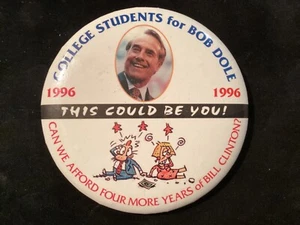 COLLEGE STUDENTS for BOB DOLE
1996 1996
THIS COULD BE YOU!
CAN WE AFFORD FOUR MORE YEARS of BILL CLINTON?